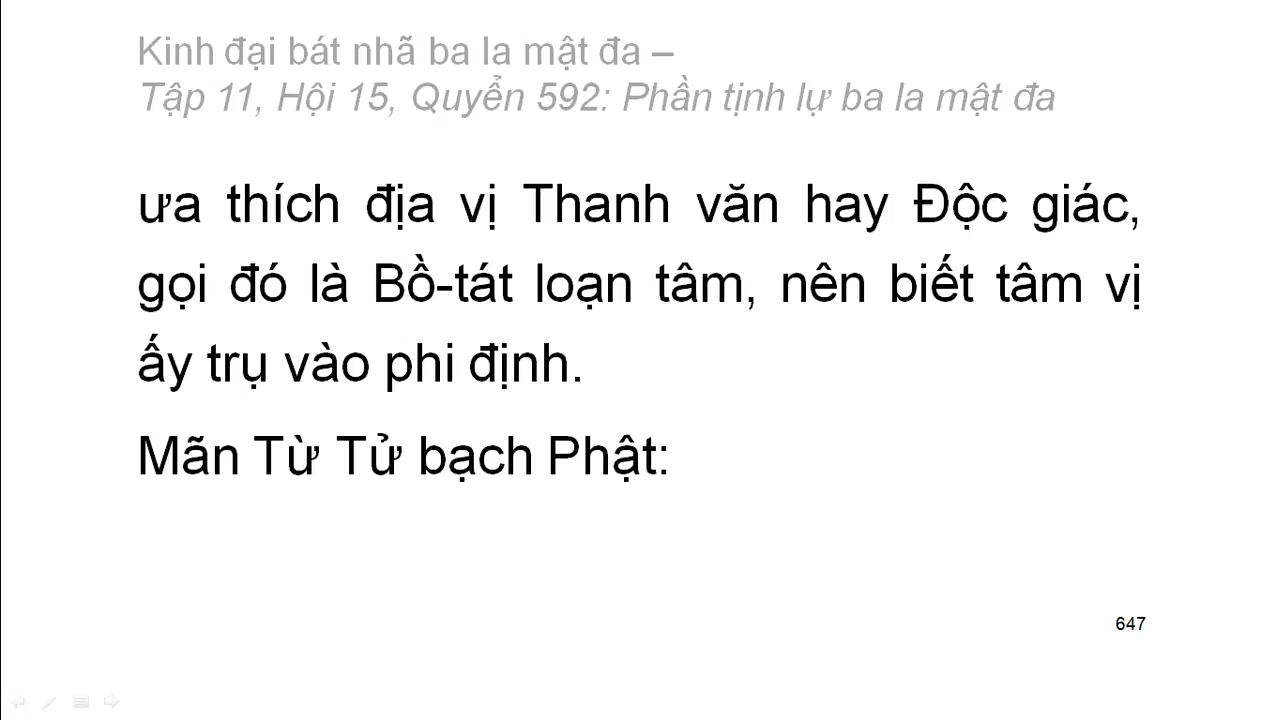 Kinh đại bát nhã ba la mật đa –
Tập 11, Hội 15, Quyển 592: Phần tịnh lự ba la mật đa
ưa thích địa vị Thanh văn hay Độc giác,
gọi đó là Bồ-tát loạn tâm, nên biết tâm vị
ấy trụ vào phi định.
Mãn Từ Tử bạch Phật:
647